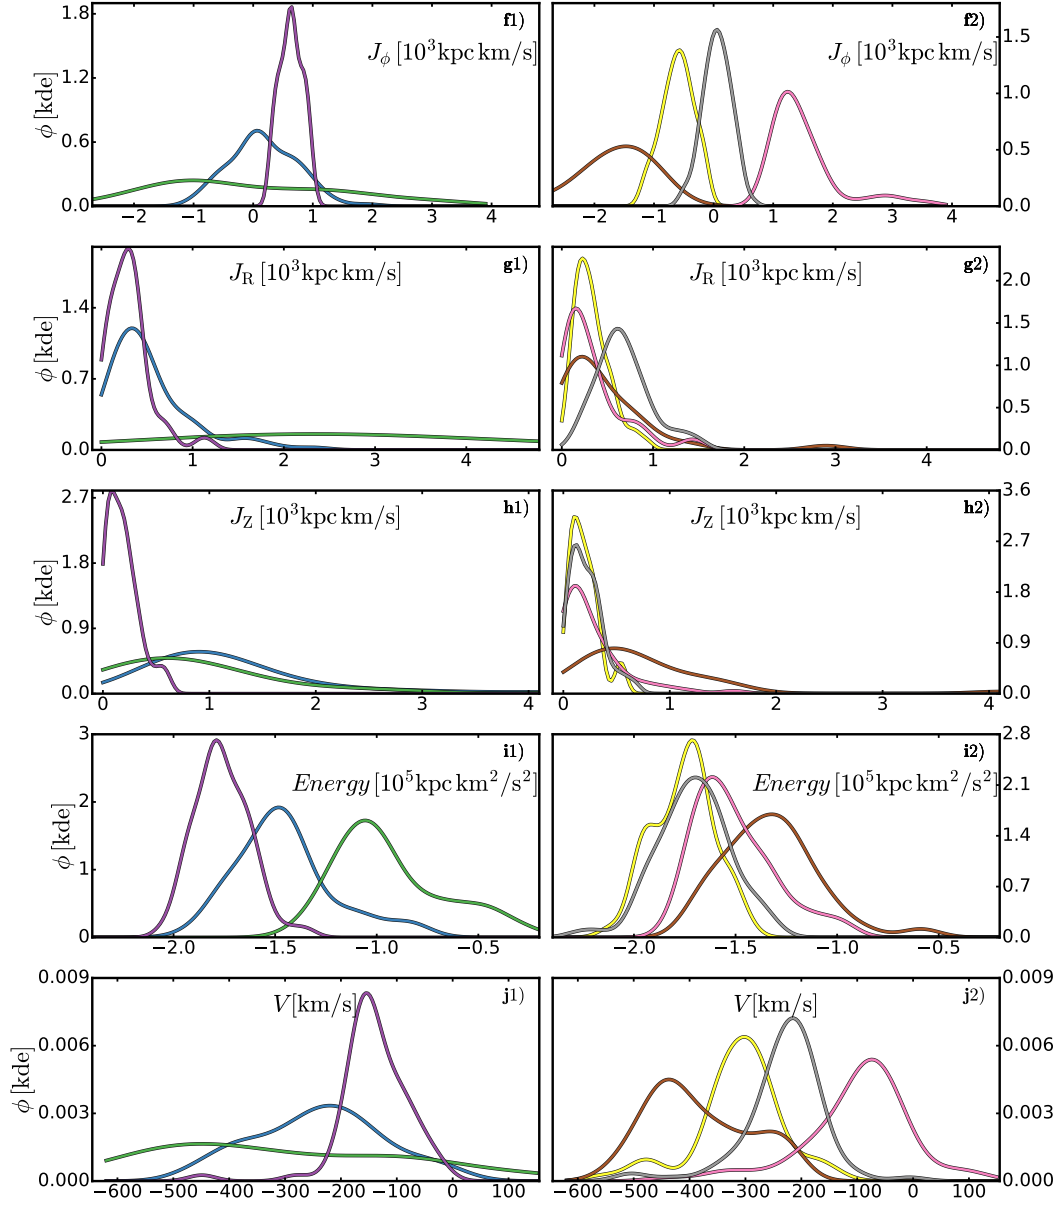 1.8 f1) f2) 1.5
J_ϕ [10³kpc km/s] J_ϕ [10³kpc km/s]
1.2 1.0
ϕ [kde]
0.6 0.5
0.0 0.0
−2 −1 0 1 2 3 4 −2 −1 0 1 2 3 4
J_R [10³kpc km/s] g1) J_R [10³kpc km/s] g2)
2.0
1.4 1.5
ϕ [kde]
0.7 1.0
0.5
0.0 0.0
0 1 2 3 4 0 1 2 3 4
2.7 3.6
J_Z [10³kpc km/s] h1) J_Z [10³kpc km/s] h2)
2.7
1.8 1.8
ϕ [kde]
0.9 0.9
0.0 0.0
0 1 2 3 4 0 1 2 3 4
3 i1) i2) 2.8
Energy [10⁵kpc km²/s²] Energy [10⁵kpc km²/s²]
2 2.1
ϕ [kde]
1 1.4
0.7
0 0.0
−2.0 −1.5 −1.0 −0.5 −2.0 −1.5 −1.0 −0.5
0.009 0.009
V[km/s] j1) V[km/s] j2)
0.006 0.006
ϕ [kde]
0.003 0.003
0.000 0.000
−600 −500 −400 −300 −200 −100 0 100 −600 −500 −400 −300 −200 −100 0 100